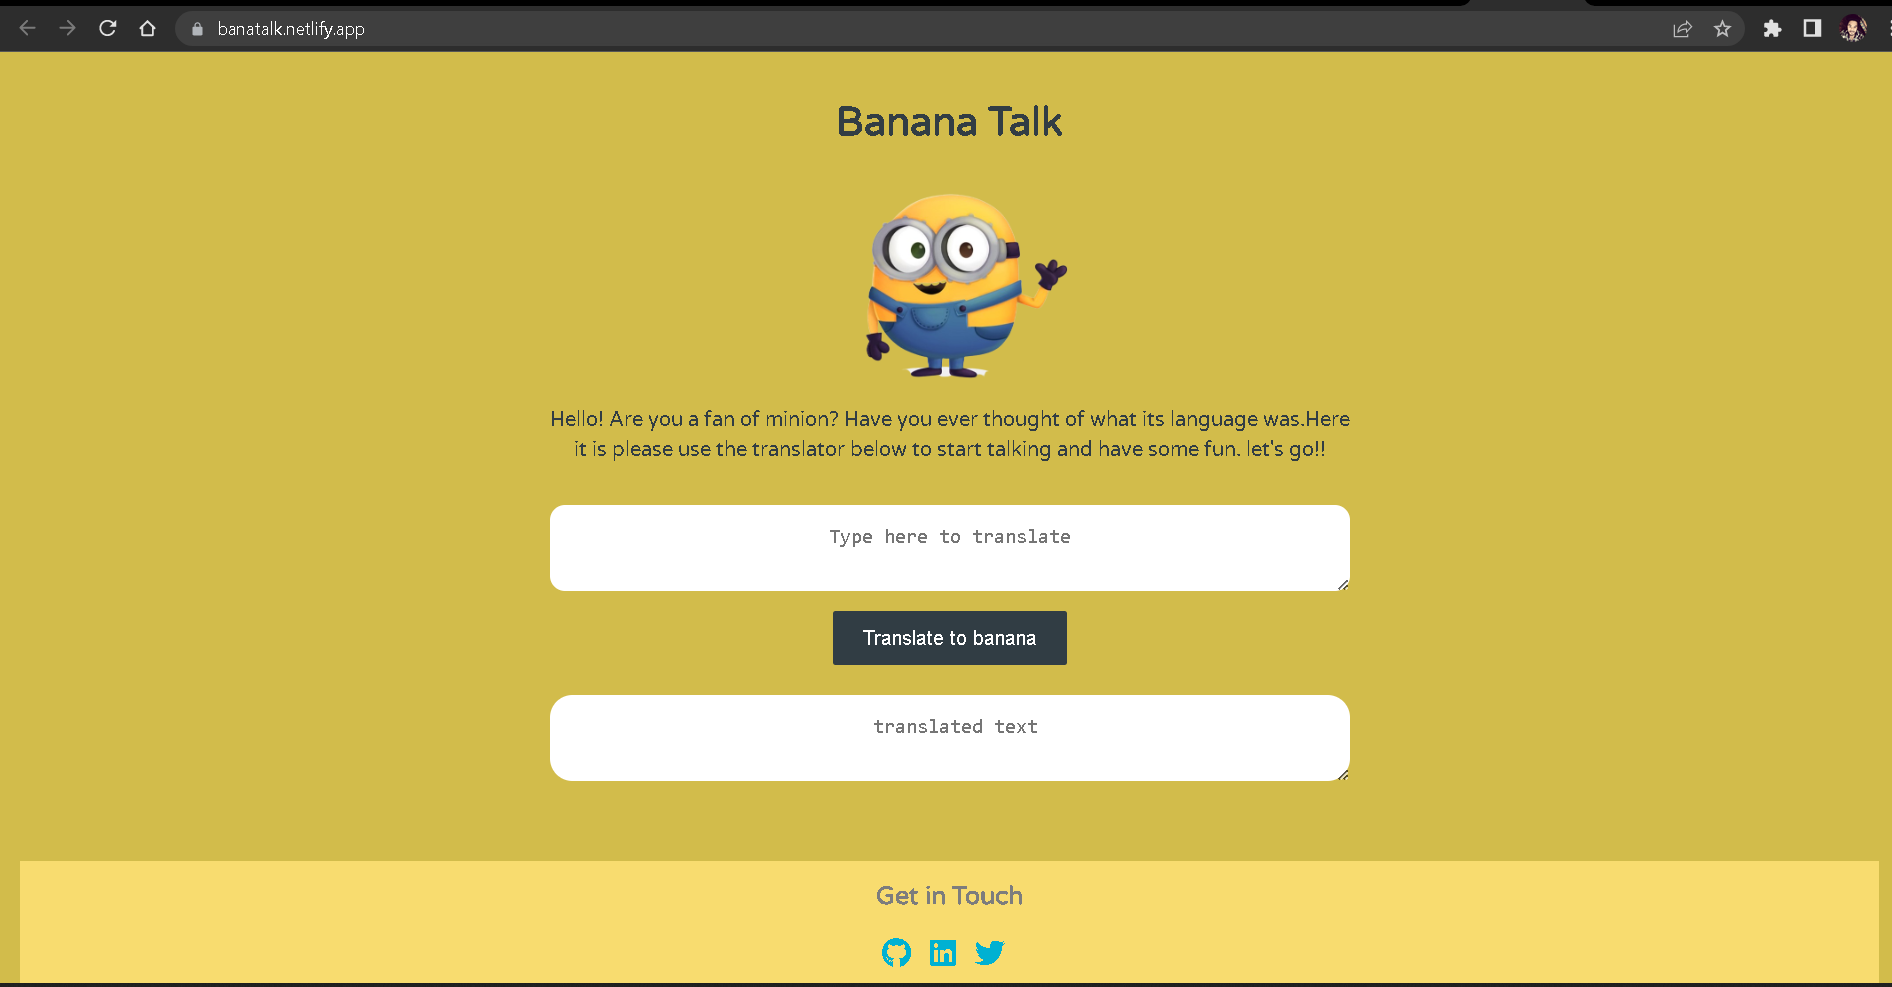 banatalk.netlify.app
Banana Talk
Hello! Are you a fan of minion? Have you ever thought of what its language was.Here
it is please use the translator below to start talking and have some fun. let's go!!
Type here to translate
Translate to banana
translated text
Get in Touch